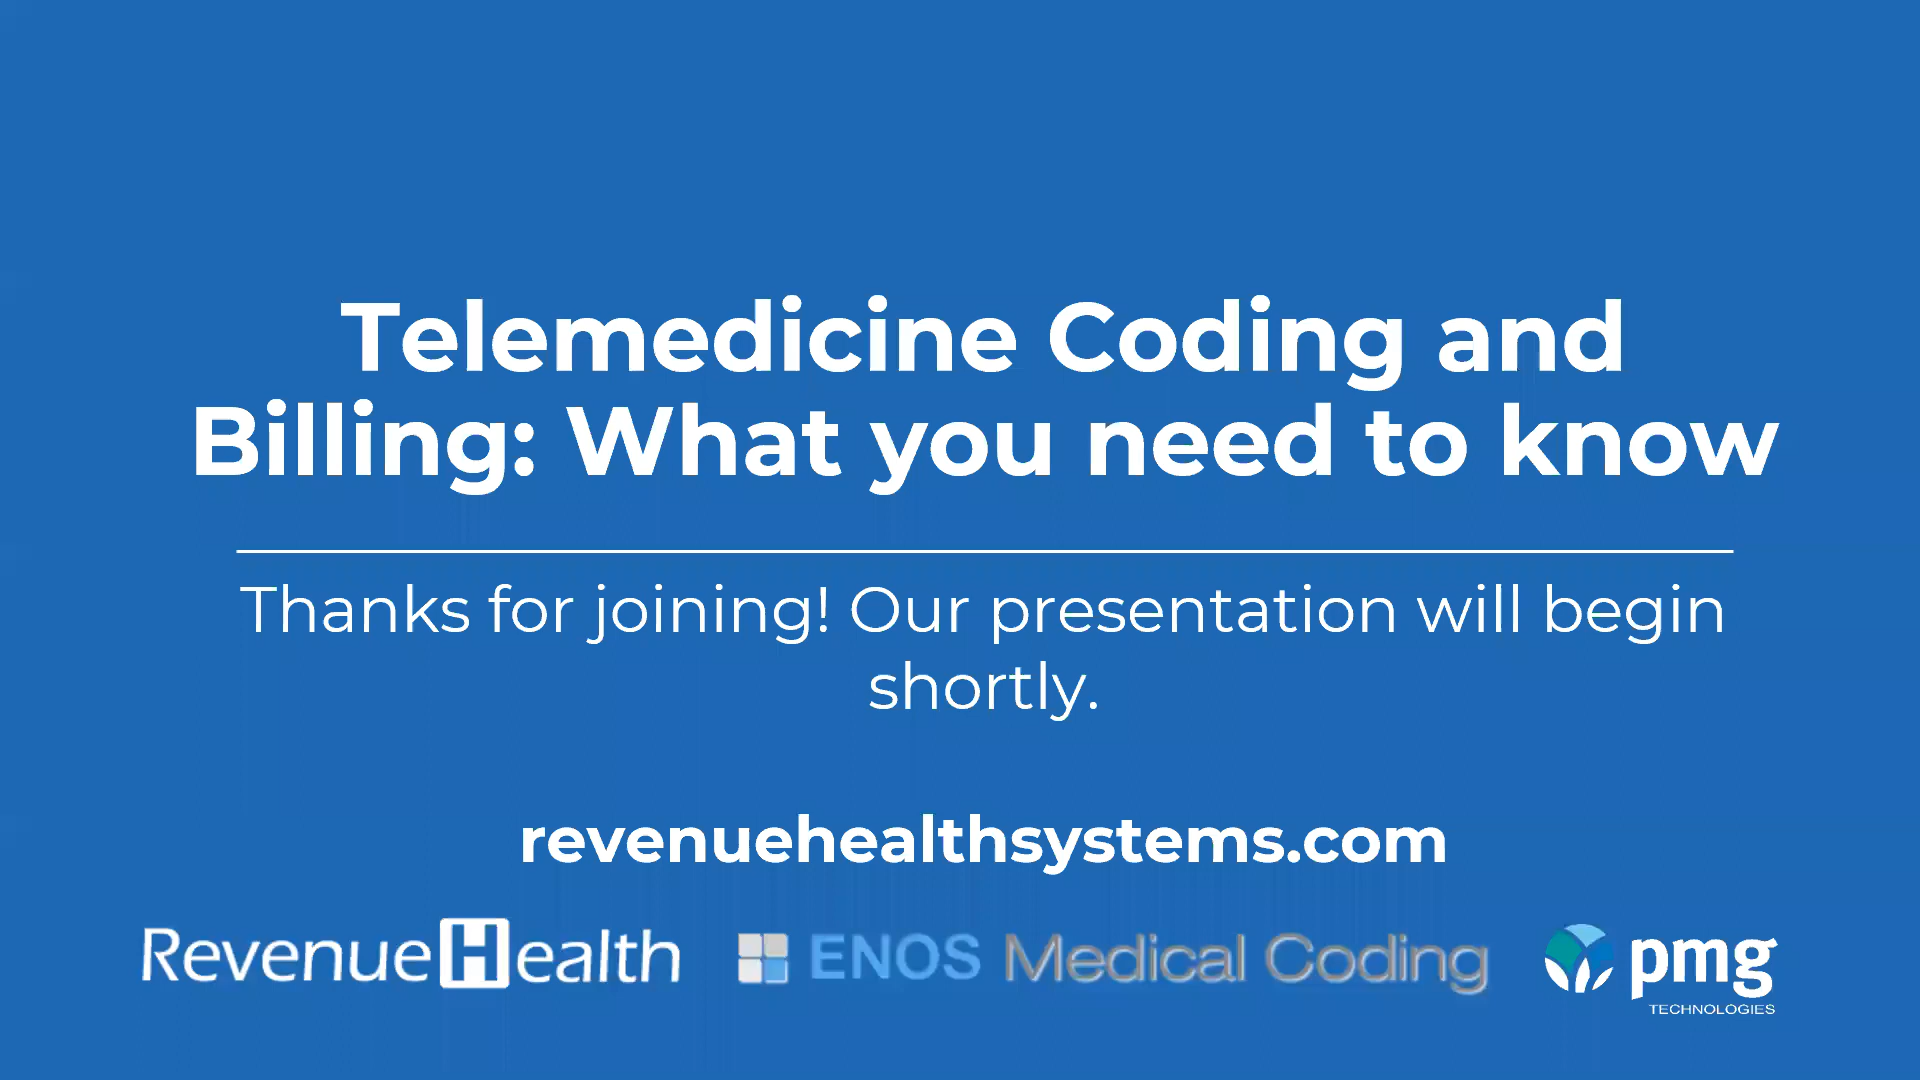 Telemedicine Coding and
Billing: What you need to know
Thanks for joining! Our presentation will begin
shortly.
revenuehealthsystems.com
RevenueHealth
ENOS Medical Coding
pmg
TECHNOLOGIES